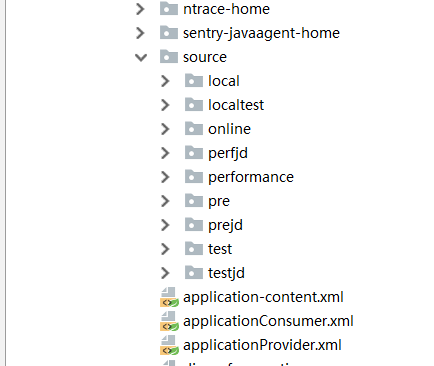 ntrace-home
sentry-javaagent-home
source
local
localtest
online
perfjd
performance
pre
prejd
test
testjd
application-content.xml
applicationConsumer.xml
applicationProvider.xml